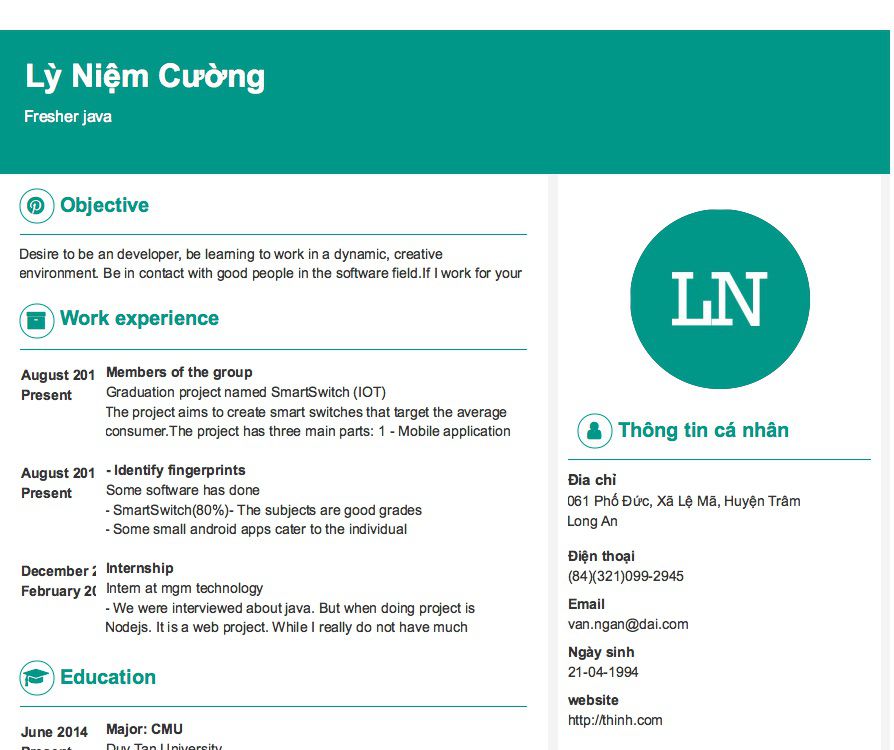 Lỳ Niệm Cường
Fresher java
Objective
Desire to be an developer, be learning to work in a dynamic, creative
environment. Be in contact with good people in the software field.If I work for your
Work experience
August 201
Present
Members of the group
Graduation project named SmartSwitch (IOT)
The project aims to create smart switches that target the average
consumer.The project has three main parts: 1 - Mobile application
August 201
Present
- Identify fingerprints
Some software has done
- SmartSwitch(80%)- The subjects are good grades
- Some small android apps cater to the individual
December 2
February 20
Internship
Intern at mgm technology
- We were interviewed about java. But when doing project is
Nodejs. It is a web project. While I really do not have much
Education
June 2014
Present
Major: CMU
Duy Tan University
LN
Thông tin cá nhân
Đia chỉ
061 Phố Đức, Xã Lệ Mã, Huyện Trâm
Long An
Điện thoại
(84)(321)099-2945
Email
van.ngan@dai.com
Ngày sinh
21-04-1994
website
http://thinh.com